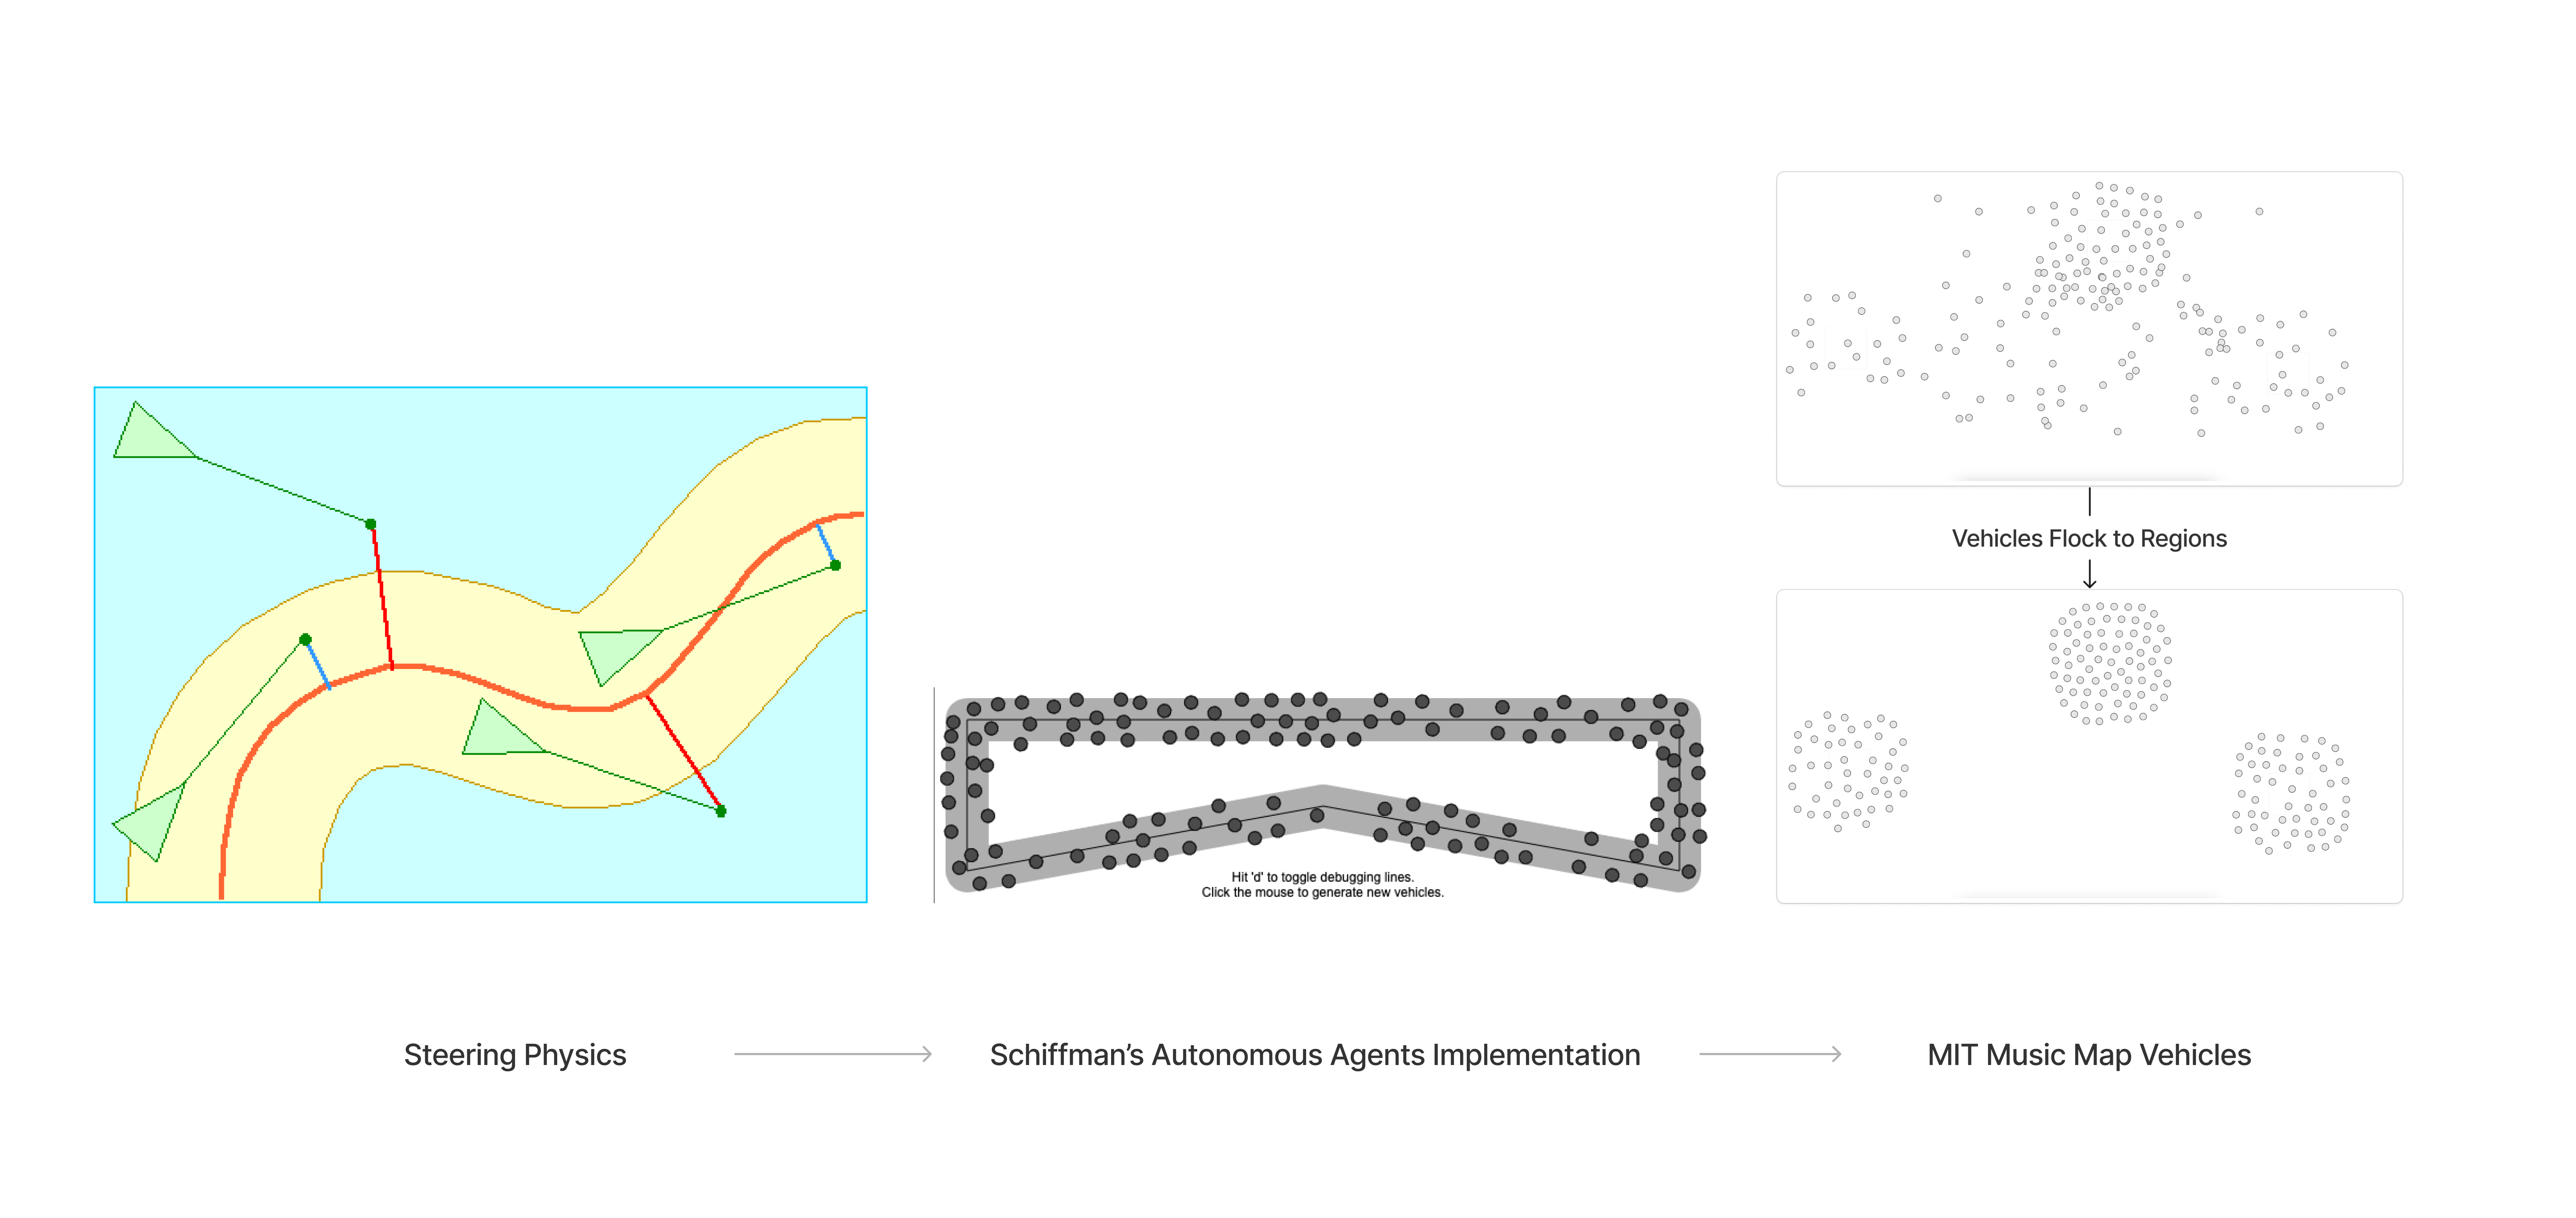 Vehicles Flock to Regions
Hit 'd' to toggle debugging lines.
Click the mouse to generate new vehicles.
Steering Physics
Schiffman’s Autonomous Agents Implementation
MIT Music Map Vehicles